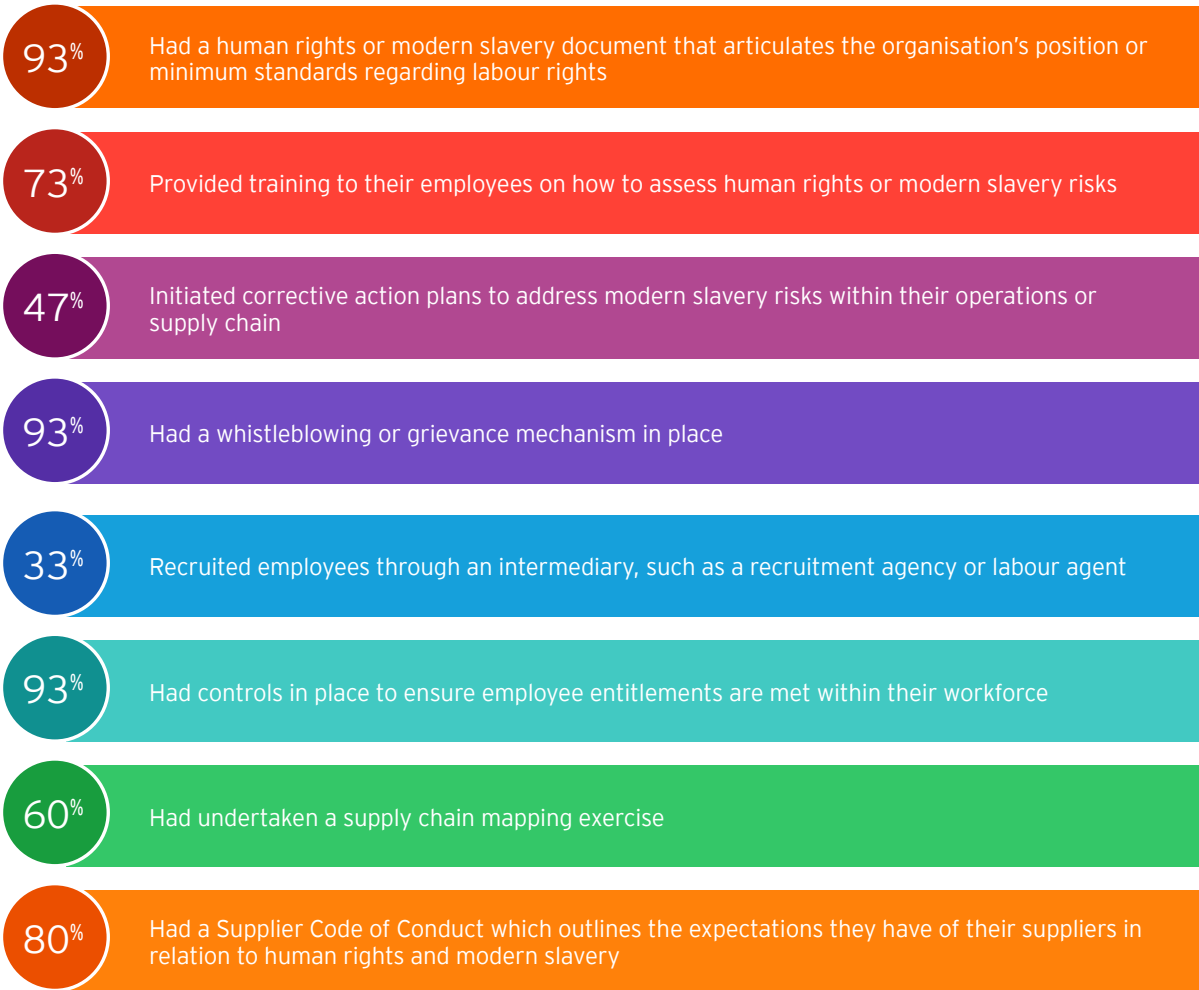 93%
Had a human rights or modern slavery document that articulates the organisation’s position or
minimum standards regarding labour rights
73%
Provided training to their employees on how to assess human rights or modern slavery risks
47%
Initiated corrective action plans to address modern slavery risks within their operations or
supply chain
93%
Had a whistleblowing or grievance mechanism in place
33%
Recruited employees through an intermediary, such as a recruitment agency or labour agent
93%
Had controls in place to ensure employee entitlements are met within their workforce
60%
Had undertaken a supply chain mapping exercise
80%
Had a Supplier Code of Conduct which outlines the expectations they have of their suppliers in
relation to human rights and modern slavery